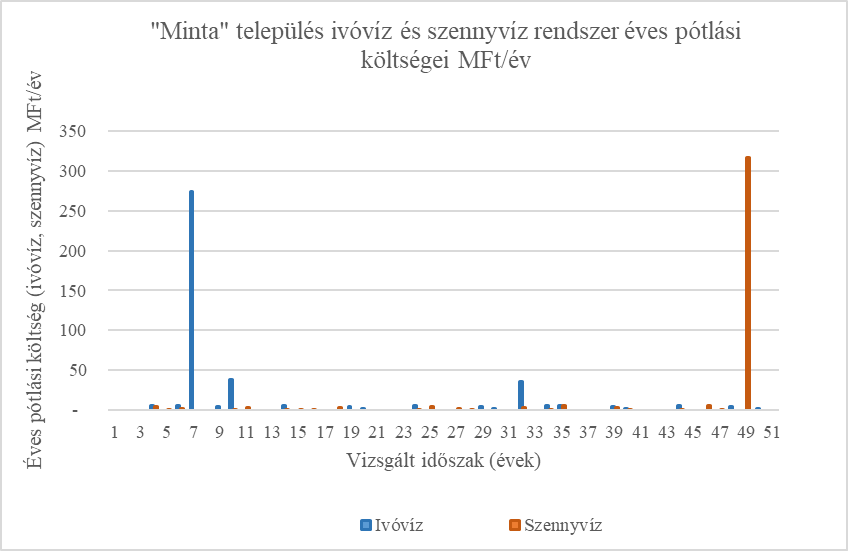 "Minta" település ivóvíz és szennyvíz rendszer éves pótlási
költségei MFt/év
Éves pótlási költség (ivóvíz, szennyvíz) MFt/év
350
300
250
200
150
100
50
-
1 3 5 7 9 11 13 15 17 19 21 23 25 27 29 31 33 35 37 39 41 43 45 47 49 51
Vizsgált időszak (évek)
Ivóvíz Szennyvíz